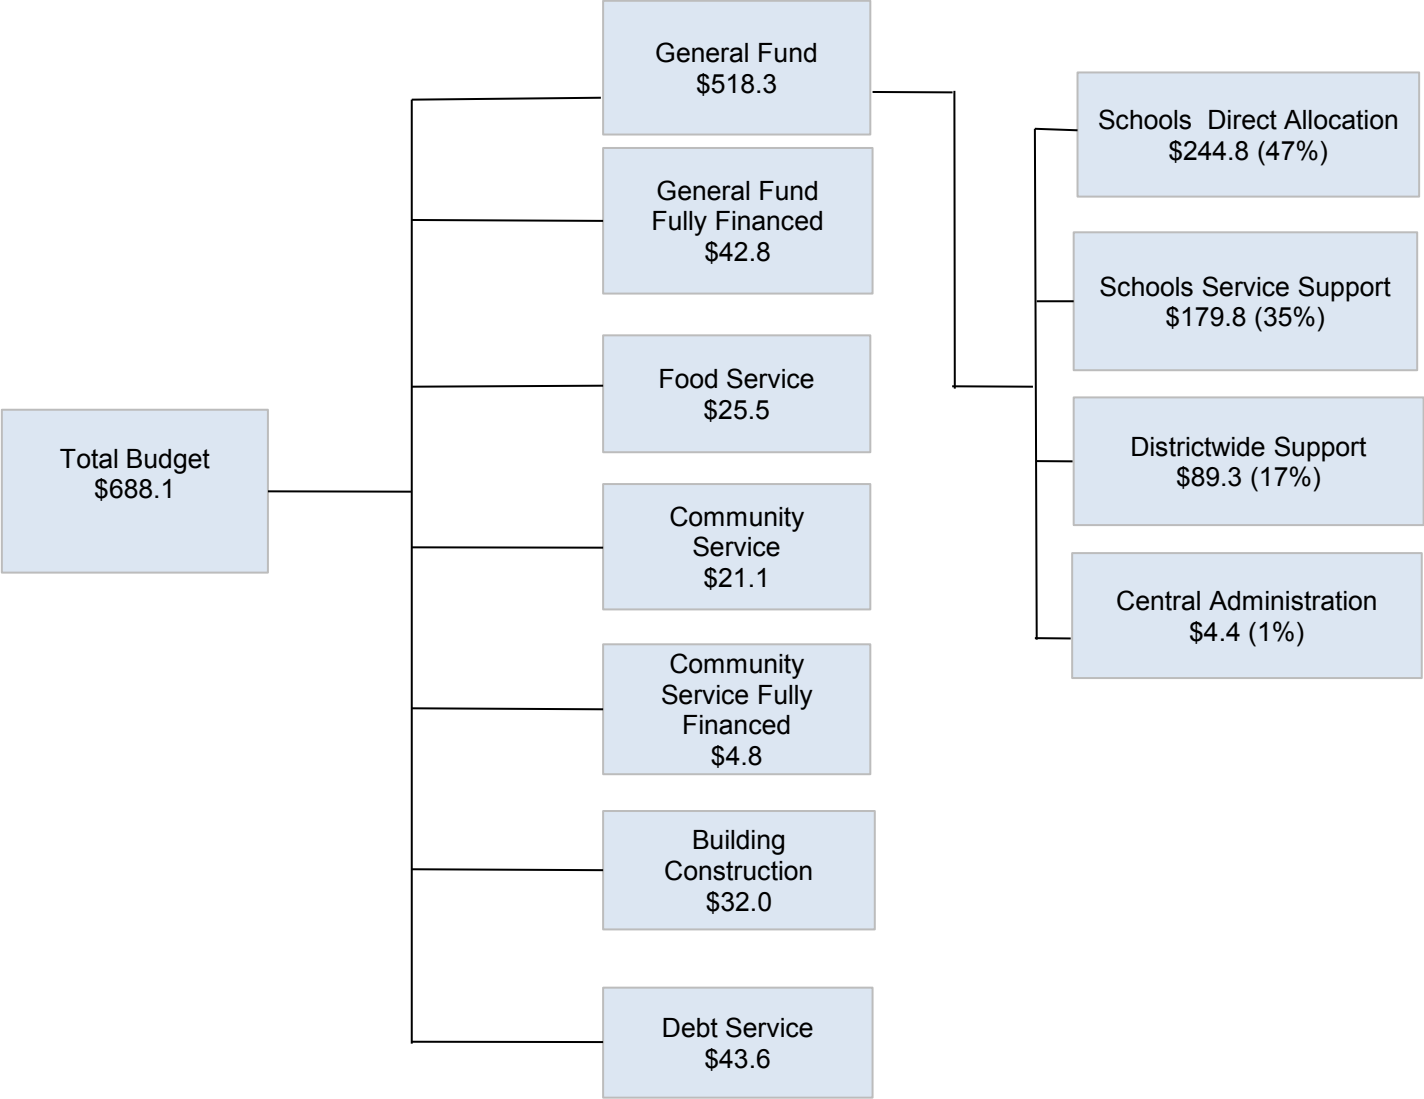 Total Budget
$688.1
General Fund
$518.3
General Fund
Fully Financed
$42.8
Food Service
$25.5
Community
Service
$21.1
Community
Service Fully
Financed
$4.8
Building
Construction
$32.0
Debt Service
$43.6
Schools  Direct Allocation
$244.8 (47%)
Schools Service Support
$179.8 (35%)
Districtwide Support
$89.3 (17%)
Central Administration
$4.4 (1%)